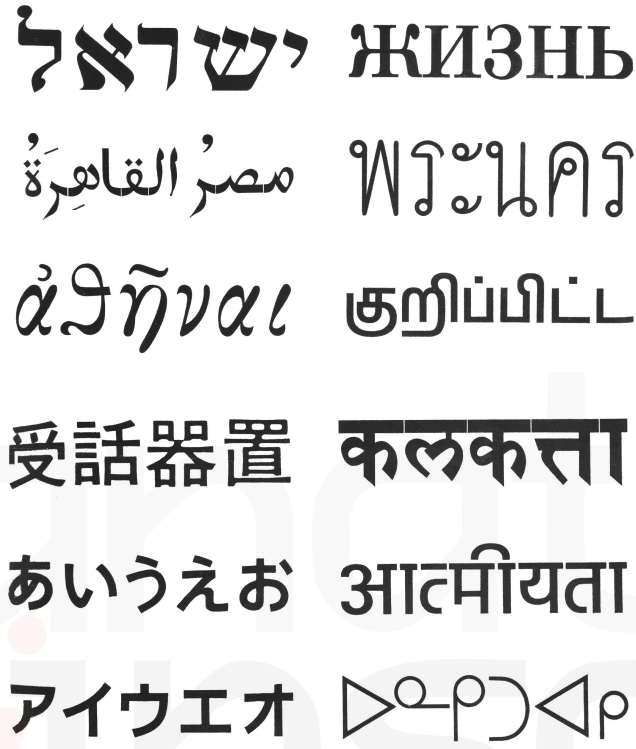 ישראל
жизнь
مصرُ القاهِرَةُ
พระนคร
ἀθῆναι
குறிப்பிட்ட
受話器置
कलकत्ता
あいうえお
आत्मीयता
アイウエオ